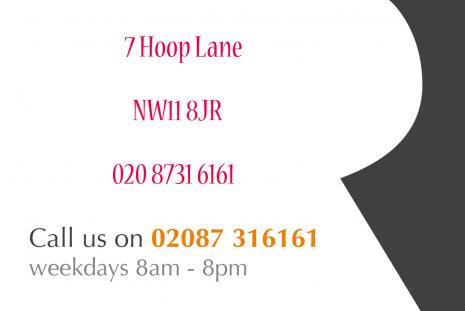 7 Hoop Lane
NW11 8JR
020 8731 6161
Call us on 02087 316161
weekdays 8am - 8pm